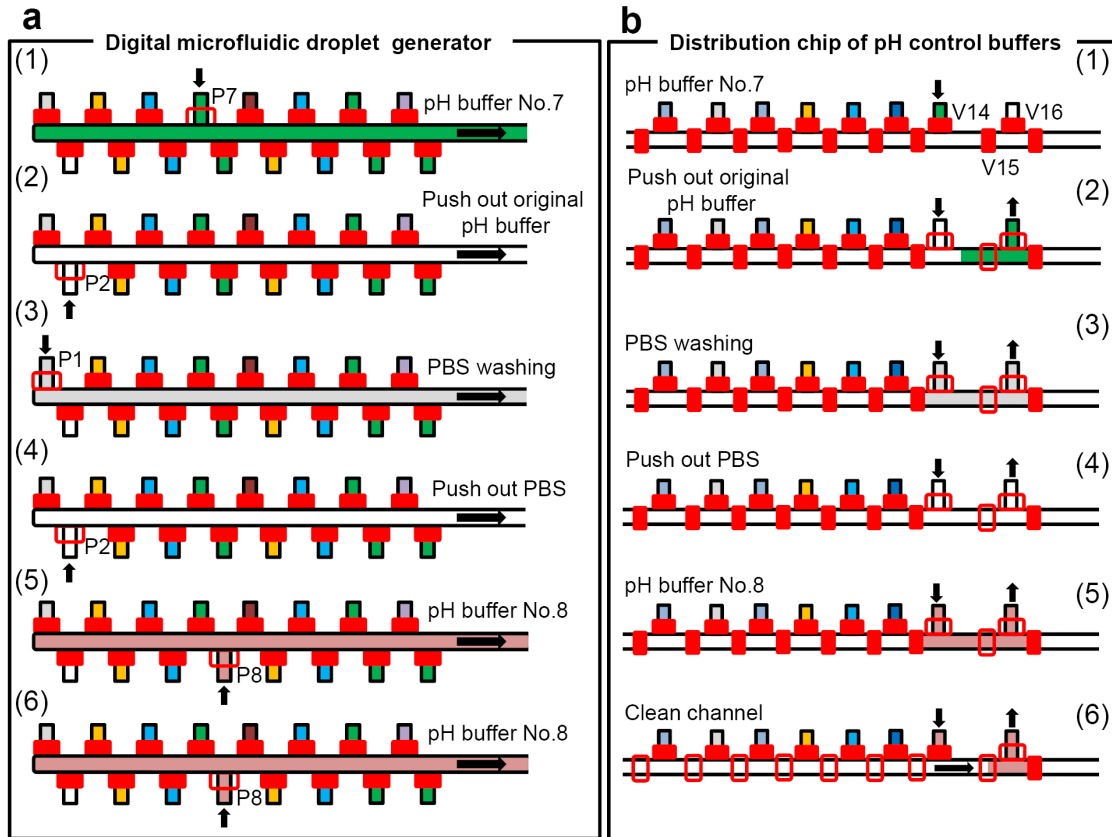 a
Digital microfluidic droplet generator
(1)
P7
pH buffer No.7
(2)
Push out original
pH buffer
P2
(3)
P1
PBS washing
(4)
Push out PBS
P2
(5)
pH buffer No.8
P8
(6)
pH buffer No.8
P8
b
Distribution chip of pH control buffers
(1)
pH buffer No.7
V14
V16
V15
(2)
Push out original
pH buffer
(3)
PBS washing
(4)
Push out PBS
(5)
pH buffer No.8
(6)
Clean channel